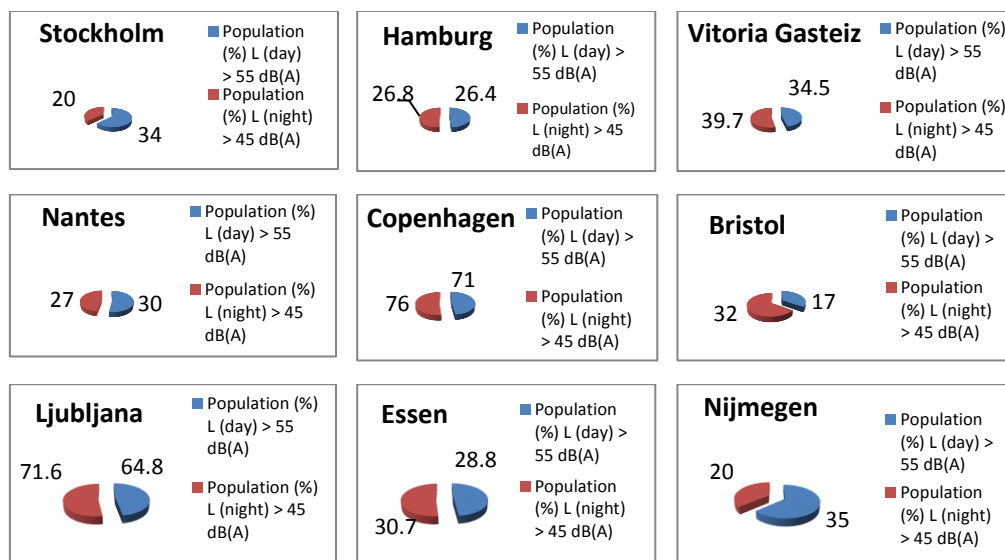 Stockholm
Population
(%) L (day)
> 55 dB(A)
Population
(%) L (night)
> 45 dB(A)
20
34
Hamburg
Population
(%) L (day) >
55 dB(A)
Population (%)
L (night) > 45
dB(A)
26.8
26.4
Vitoria Gasteiz
Population (%)
L (day) > 55
dB(A)
Population (%)
L (night) > 45
dB(A)
34.5
39.7
Nantes
Population (%)
L (day) > 55
dB(A)
Population (%)
L (night) > 45
dB(A)
27
30
Copenhagen
Population
(%) L (day) >
55 dB(A)
Population
(%) L (night)
> 45 dB(A)
71
76
Bristol
Population
(%) L (day) >
55 dB(A)
Population
(%) L (night)
> 45 dB(A)
32
17
Ljubljana
Population (%)
L (day) > 55
dB(A)
Population (%)
L (night) > 45
dB(A)
71.6
64.8
Essen
Population
(%) L (day) >
55 dB(A)
Population
(%) L (night)
> 45 dB(A)
28.8
30.7
Nijmegen
Population
(%) L (day) >
55 dB(A)
Population
(%) L (night)
> 45 dB(A)
20
35